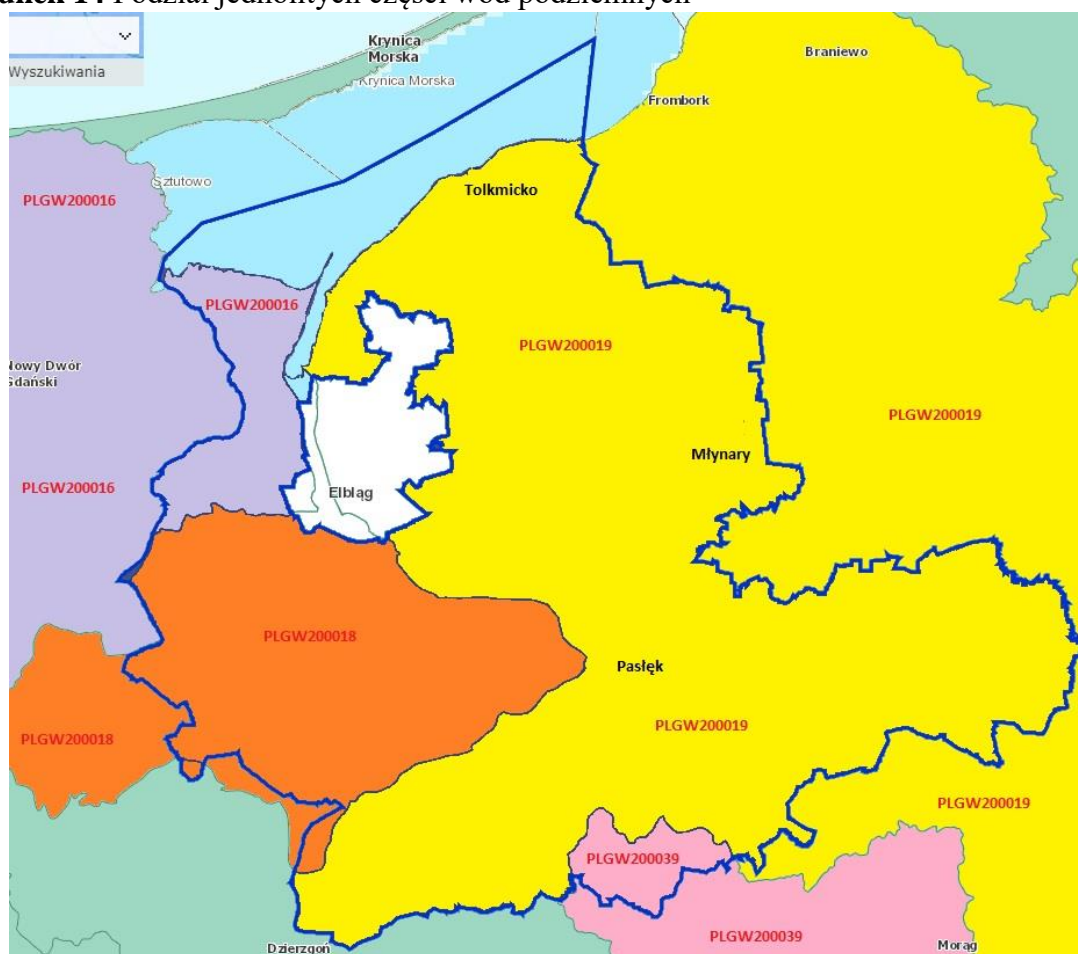 14 Podział jednolitych części wód podziemnych
Wyszukiwania
Krynica
Morska
Krynica Morska
Braniewo
Frombork
Sztutowo
Tolkmicko
PLGW200016
PLGW200016
PLGW200019
Nowy Dwór
Gdański
PLGW200019
Młynary
PLGW200016
Elbląg
PLGW200018
Pasłęk
PLGW200019
PLGW200018
PLGW200019
PLGW200039
PLGW200039
Dzierzgoń
Morąg